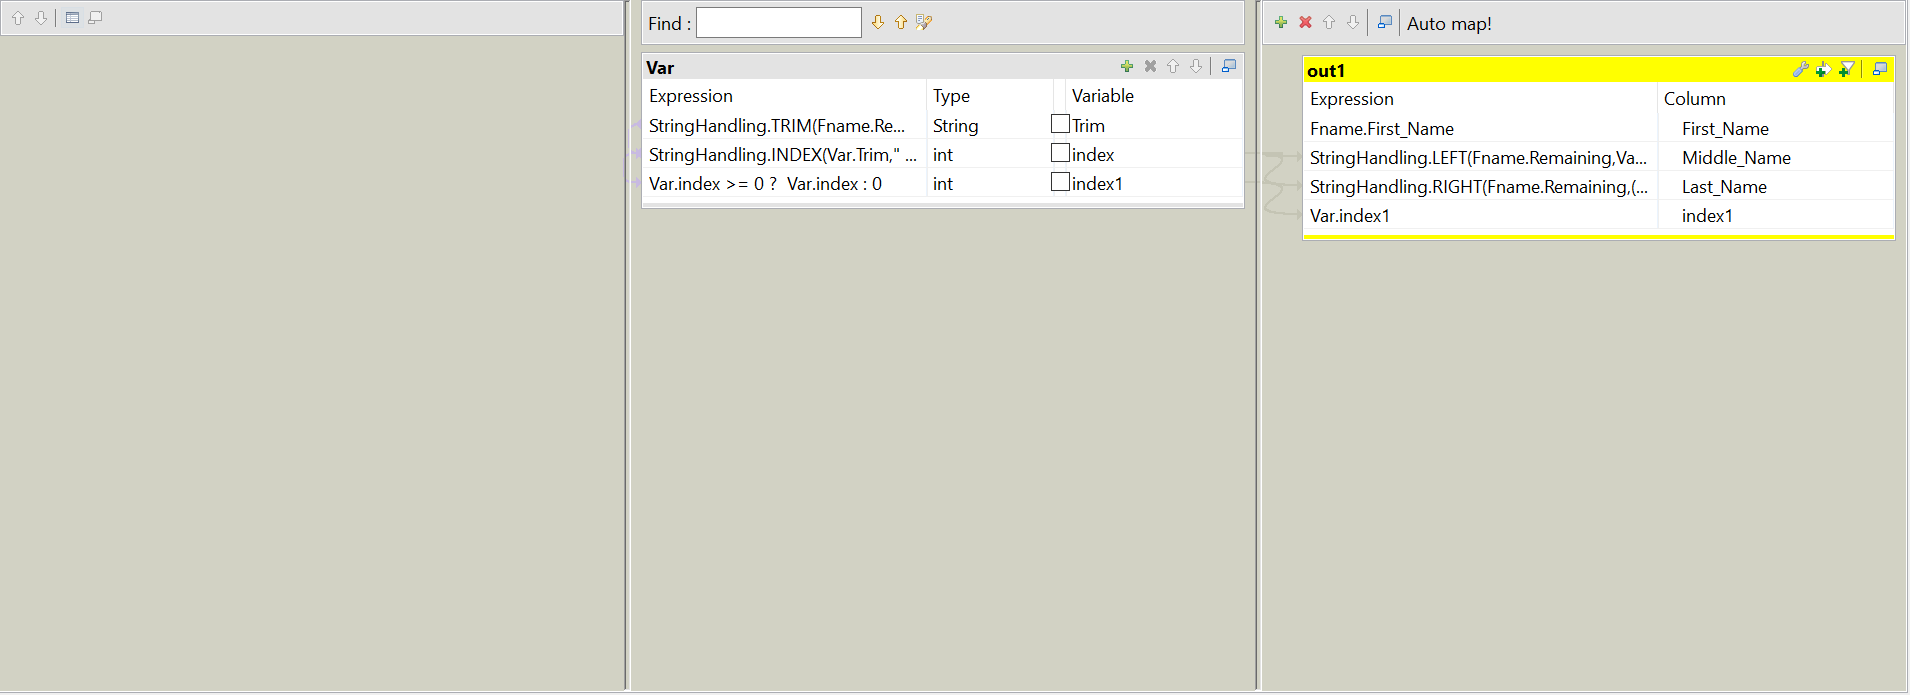 Find :
Auto map!
Var
Expression Type Variable
StringHandling.TRIM(Fname.Re... String Trim
StringHandling.INDEX(Var.Trim," ... int index
Var.index >= 0 ? Var.index : 0 int index1
out1
Expression Column
Fname.First_Name First_Name
StringHandling.LEFT(Fname.Remaining,Va... Middle_Name
StringHandling.RIGHT(Fname.Remaining,(... Last_Name
Var.index1 index1